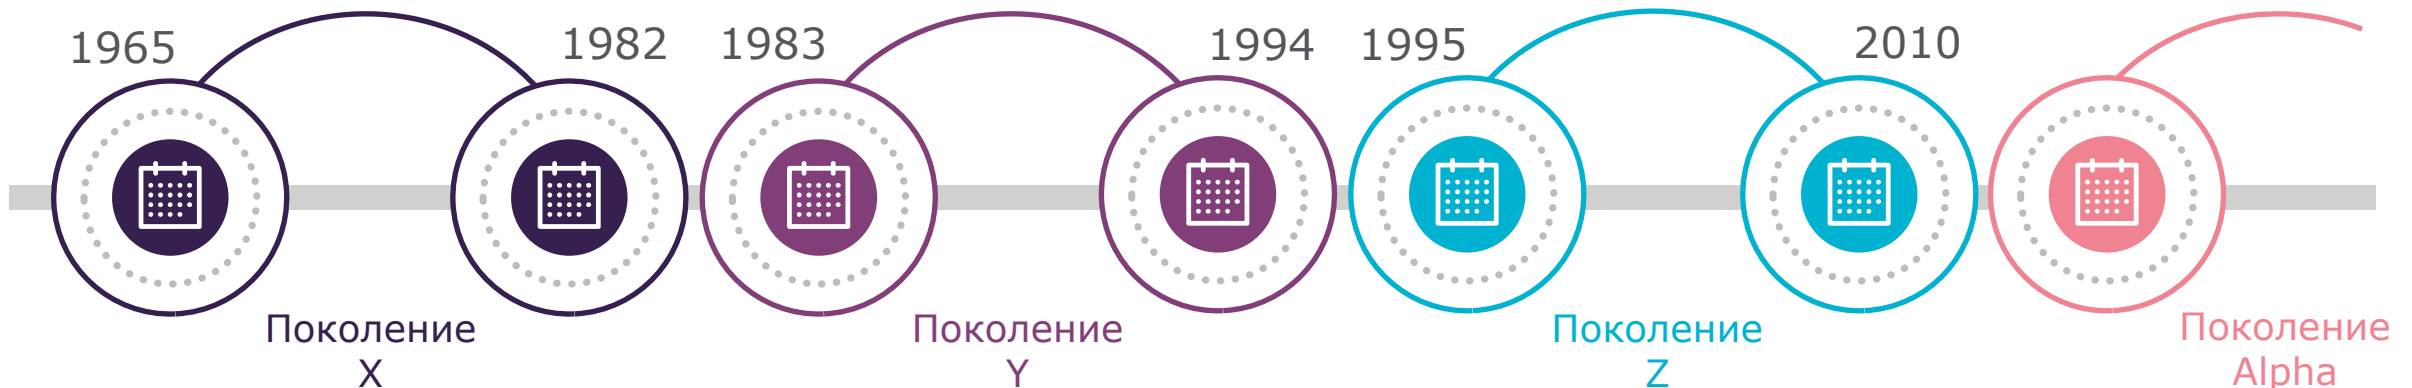 1965
1982
1983
1994
1995
2010
Поколение
X
Поколение
Y
Поколение
Z
Поколение
Alpha